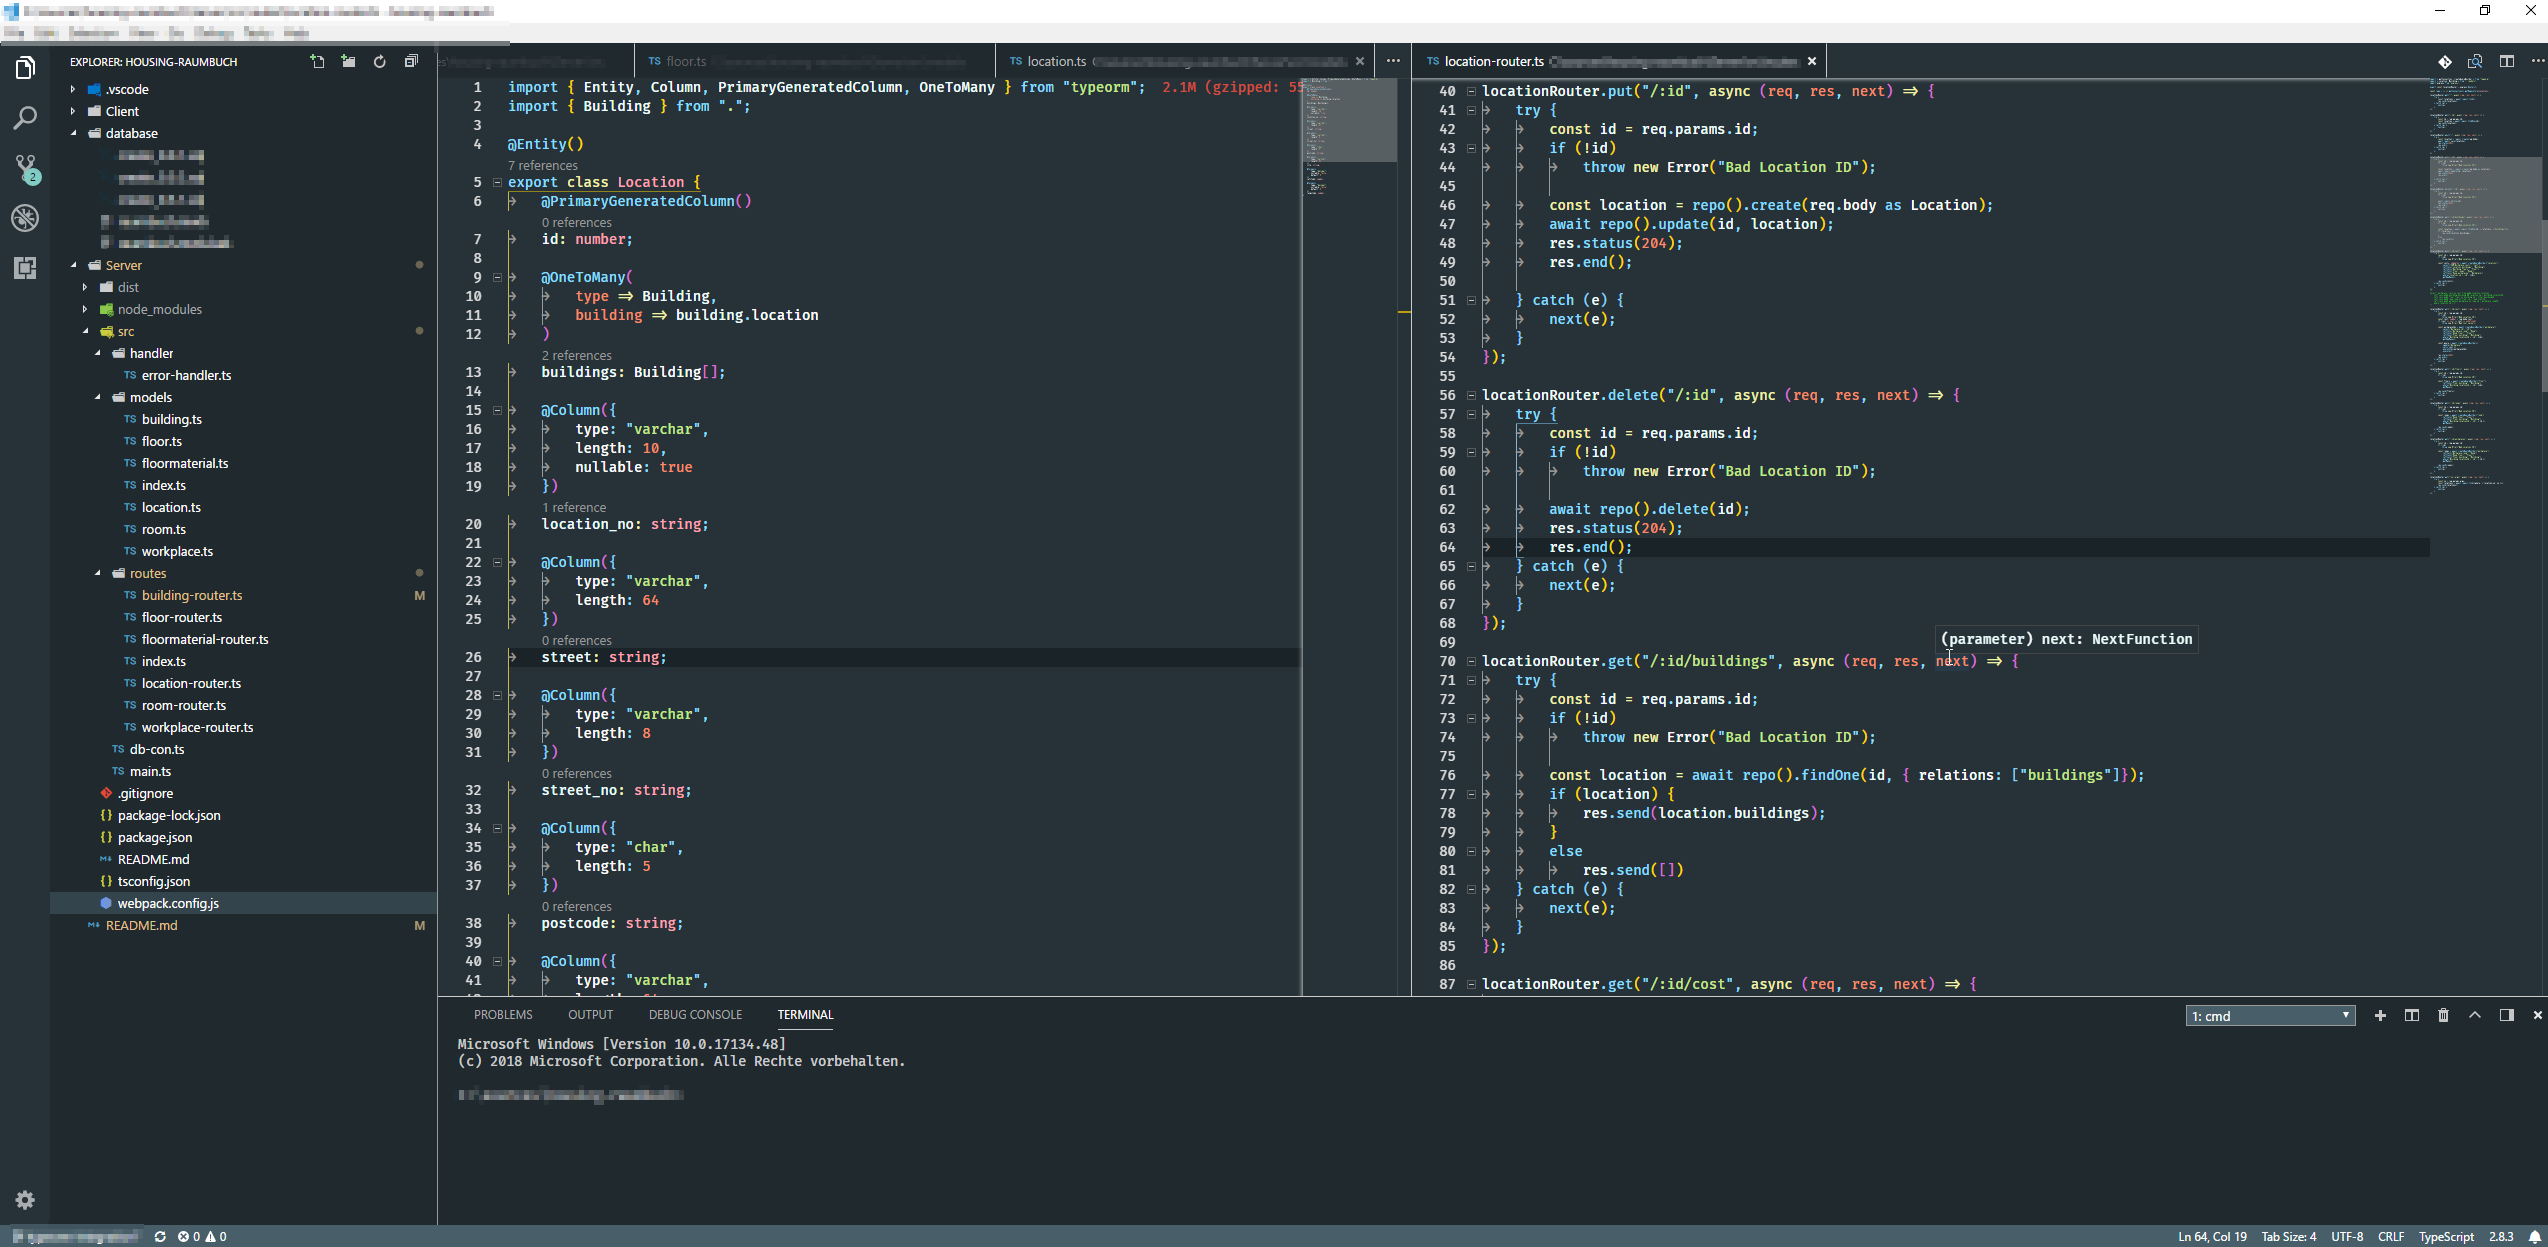 EXPLORER: HOUSING-RAUMBUCH
.vscode
Client
database
Server
dist
node_modules
src
handler
TS error-handler.ts
models
TS building.ts
TS floor.ts
TS floormaterial.ts
TS index.ts
TS location.ts
TS room.ts
TS workplace.ts
routes
TS building-router.ts M
TS floor-router.ts
TS floormaterial-router.ts
TS index.ts
TS location-router.ts
TS room-router.ts
TS workplace-router.ts
TS db-con.ts
TS main.ts
.gitignore
{} package-lock.json
{} package.json
M↓ README.md
{} tsconfig.json
webpack.config.js
M↓ README.md M
2
TS floor.ts
TS location.ts
1 import { Entity, Column, PrimaryGeneratedColumn, OneToMany } from "typeorm"; 2.1M (gzipped: 55
2 import { Building } from ".";
3
4 @Entity()
7 references
5 export class Location {
6 @PrimaryGeneratedColumn()
0 references
7 id: number;
8
9 @OneToMany(
10 type ⇒ Building,
11 building ⇒ building.location
12 )
2 references
13 buildings: Building[];
14
15 @Column({
16 type: "varchar",
17 length: 10,
18 nullable: true
19 })
1 reference
20 location_no: string;
21
22 @Column({
23 type: "varchar",
24 length: 64
25 })
0 references
26 street: string;
27
28 @Column({
29 type: "varchar",
30 length: 8
31 })
0 references
32 street_no: string;
33
34 @Column({
35 type: "char",
36 length: 5
37 })
0 references
38 postcode: string;
39
40 @Column({
41 type: "varchar",
TS location-router.ts
40 locationRouter.put("/:id", async (req, res, next) ⇒ {
41 try {
42 const id = req.params.id;
43 if (!id)
44 throw new Error("Bad Location ID");
45
46 const location = repo().create(req.body as Location);
47 await repo().update(id, location);
48 res.status(204);
49 res.end();
50
51 } catch (e) {
52 next(e);
53 }
54 });
55
56 locationRouter.delete("/:id", async (req, res, next) ⇒ {
57 try {
58 const id = req.params.id;
59 if (!id)
60 throw new Error("Bad Location ID");
61
62 await repo().delete(id);
63 res.status(204);
64 res.end();
65 } catch (e) {
66 next(e);
67 }
68 });
69
(parameter) next: NextFunction
70 locationRouter.get("/:id/buildings", async (req, res, next) ⇒ {
71 try {
72 const id = req.params.id;
73 if (!id)
74 throw new Error("Bad Location ID");
75
76 const location = await repo().findOne(id, { relations: ["buildings"]});
77 if (location) {
78 res.send(location.buildings);
79 }
80 else
81 res.send([])
82 } catch (e) {
83 next(e);
84 }
85 });
86
87 locationRouter.get("/:id/cost", async (req, res, next) ⇒ {
PROBLEMS OUTPUT DEBUG CONSOLE TERMINAL
1: cmd
Microsoft Windows [Version 10.0.17134.48]
(c) 2018 Microsoft Corporation. Alle Rechte vorbehalten.
0 0
Ln 64, Col 19 Tab Size: 4 UTF-8 CRLF TypeScript 2.8.3